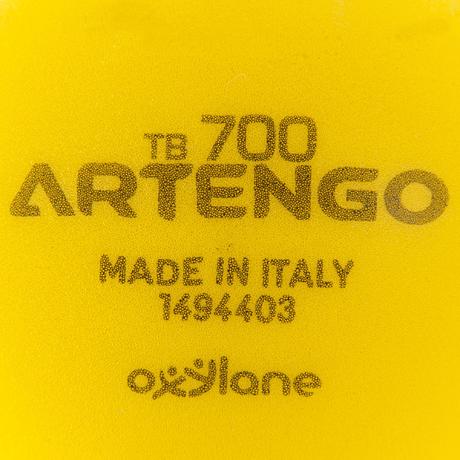 TB 700
ARTENGO
MADE IN ITALY
1494403
oxylane